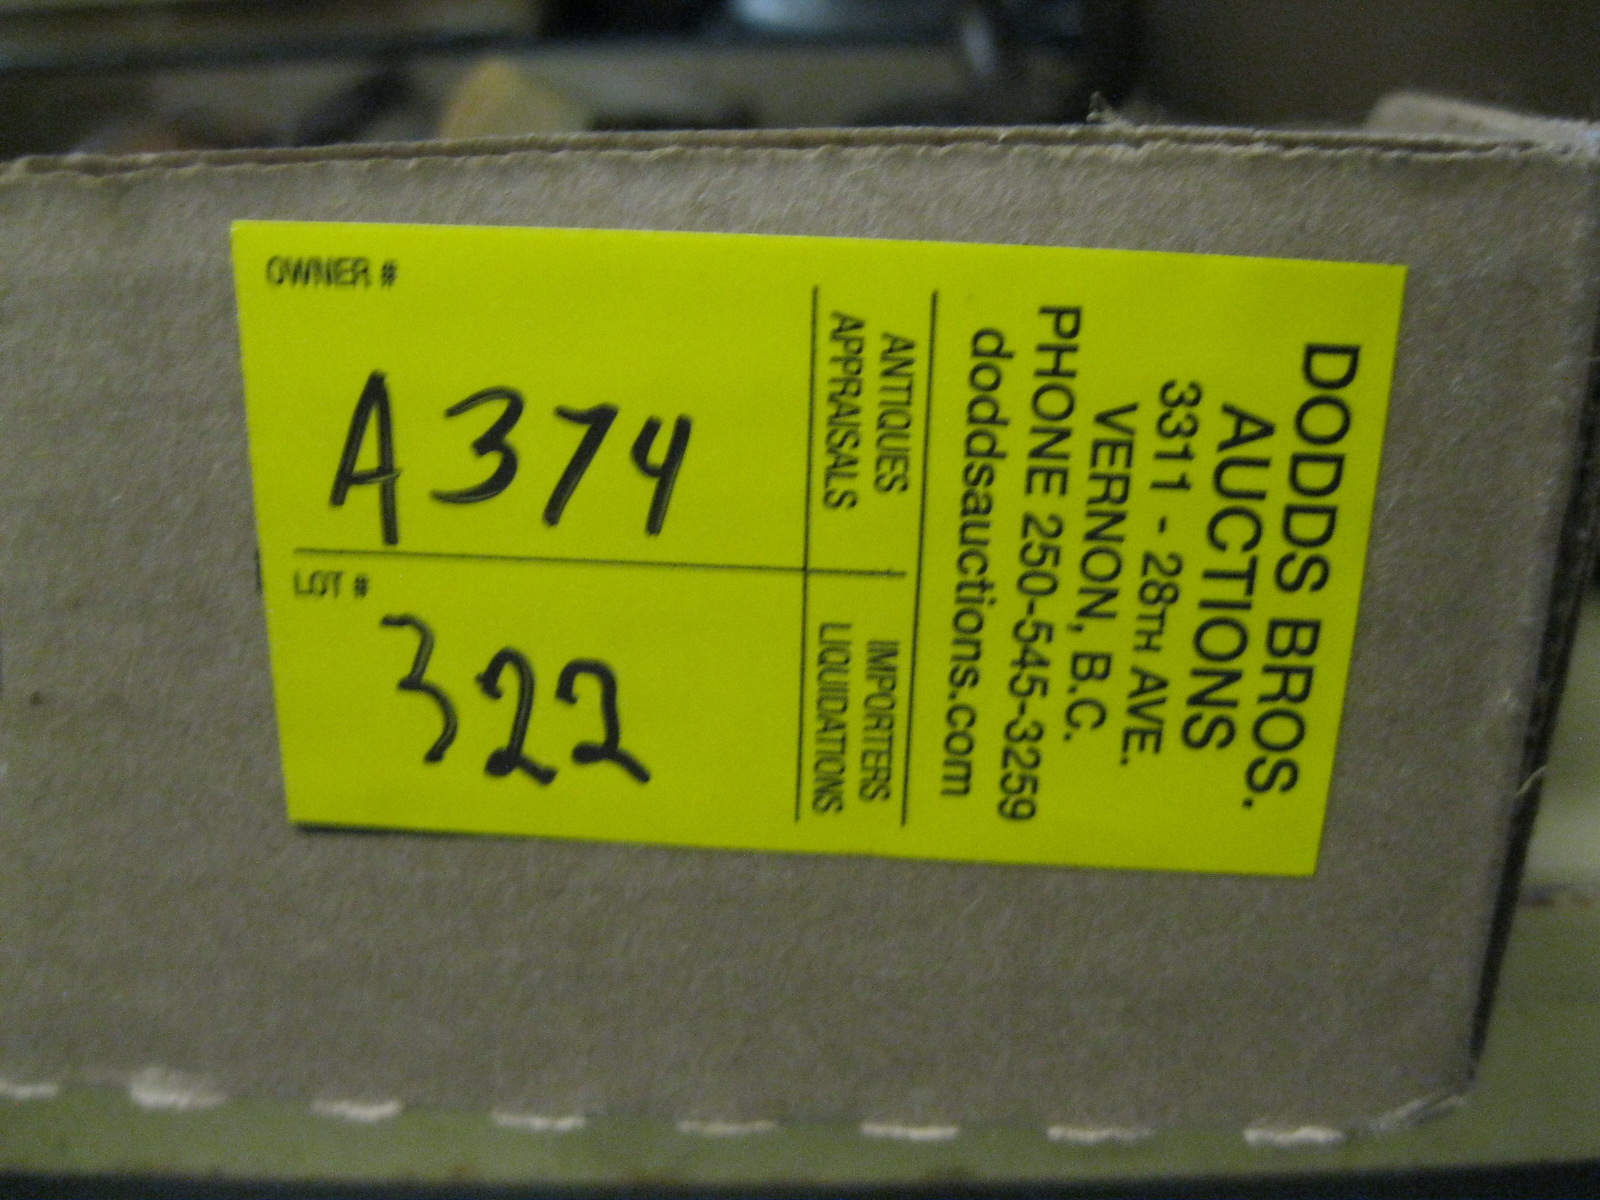 OWNER #
A374
LOT #
322
DODDS BROS.
AUCTIONS
3311 - 28TH AVE.
VERNON, B.C.
PHONE 250-545-3259
doddsauctions.com
ANTIQUES
APPRAISALS
IMPORTERS
LIQUIDATIONS